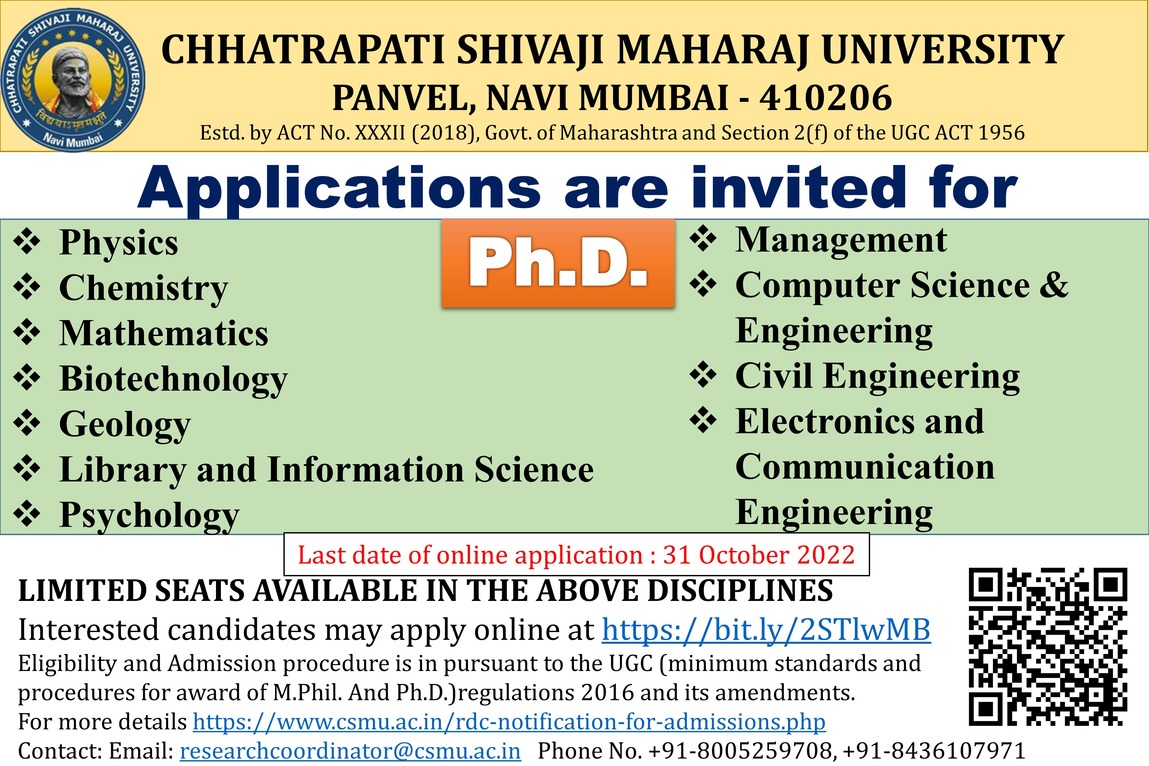 CHHATRAPATI SHIVAJI MAHARAJ UNIVERSITY
Navi Mumbai
CHHATRAPATI SHIVAJI MAHARAJ UNIVERSITY
PANVEL, NAVI MUMBAI - 410206
Estd. by ACT No. XXXII (2018), Govt. of Maharashtra and Section 2(f) of the UGC ACT 1956
Applications are invited for
Ph.D.
❖ Physics
❖ Chemistry
❖ Mathematics
❖ Biotechnology
❖ Geology
❖ Library and Information Science
❖ Psychology
❖ Management
❖ Computer Science &
Engineering
❖ Civil Engineering
❖ Electronics and
Communication
Engineering
Last date of online application : 31 October 2022
LIMITED SEATS AVAILABLE IN THE ABOVE DISCIPLINES
Interested candidates may apply online at https://bit.ly/2STlwMB
Eligibility and Admission procedure is in pursuant to the UGC (minimum standards and
procedures for award of M.Phil. And Ph.D.)regulations 2016 and its amendments.
For more details https://www.csmu.ac.in/rdc-notification-for-admissions.php
Contact: Email: researchcoordinator@csmu.ac.in Phone No. +91-8005259708, +91-8436107971